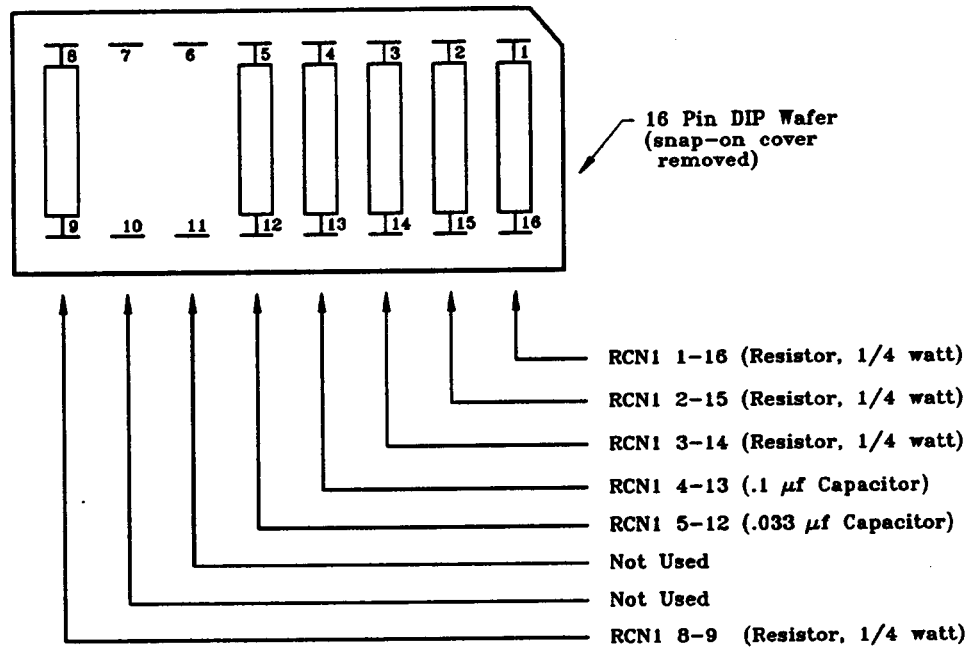 8 7 6 5 4 3 2 1
16 Pin DIP Wafer
(snap-on cover
removed)
9 10 11 12 13 14 15 16
RCN1 1-16 (Resistor, 1/4 watt)
RCN1 2-15 (Resistor, 1/4 watt)
RCN1 3-14 (Resistor, 1/4 watt)
RCN1 4-13 (.1 µf Capacitor)
RCN1 5-12 (.033 µf Capacitor)
Not Used
Not Used
RCN1 8-9 (Resistor, 1/4 watt)